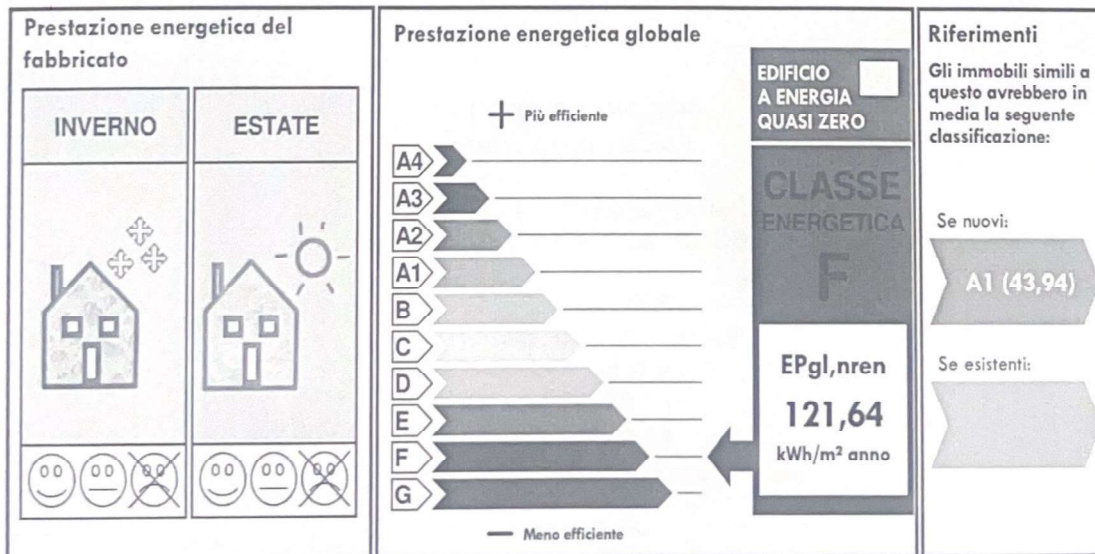 Prestazione energetica del
fabbricato
INVERNO
ESTATE
Prestazione energetica globale
+ Più efficiente
A4
A3
A2
A1
B
C
D
E
F
G
— Meno efficiente
EDIFICIO
A ENERGIA
QUASI ZERO
CLASSE
ENERGETICA
F
EPgl,nren
121,64
kWh/m² anno
Riferimenti
Gli immobili simili a
questo avrebbero in
media la seguente
classificazione:
Se nuovi:
A1 (43,94)
Se esistenti: